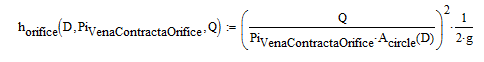 h_orifice(D, Pi_VenaContractaOrifice, Q) := (Q / (Pi_VenaContractaOrifice · A_circle(D)))^2 · 1 / (2·g)